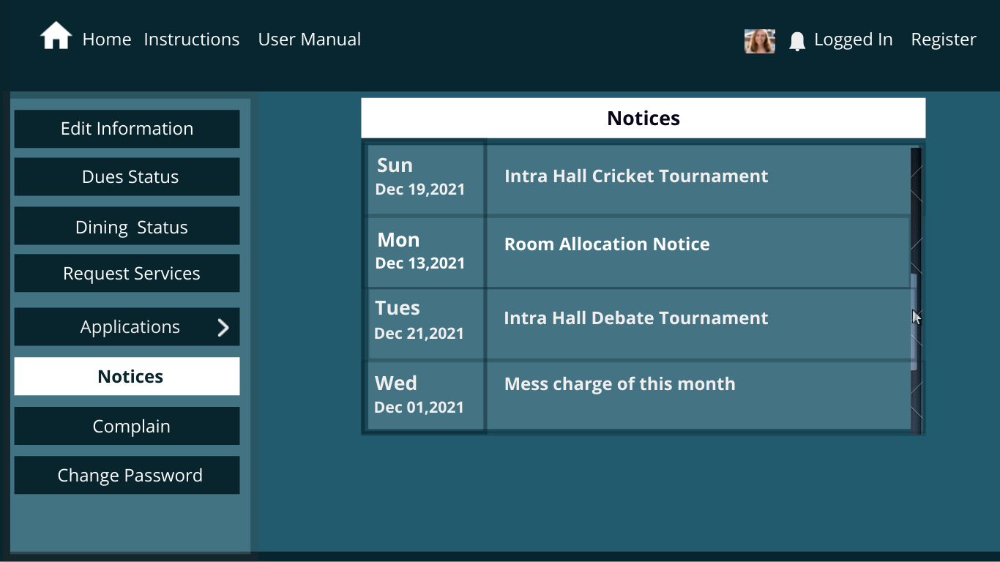 Home Instructions User Manual Logged In Register
Edit Information
Dues Status
Dining  Status
Request Services
Applications
Notices
Complain
Change Password
Notices
Sun
Dec 19,2021
Intra Hall Cricket Tournament
Mon
Dec 13,2021
Room Allocation Notice
Tues
Dec 21,2021
Intra Hall Debate Tournament
Wed
Dec 01,2021
Mess charge of this month